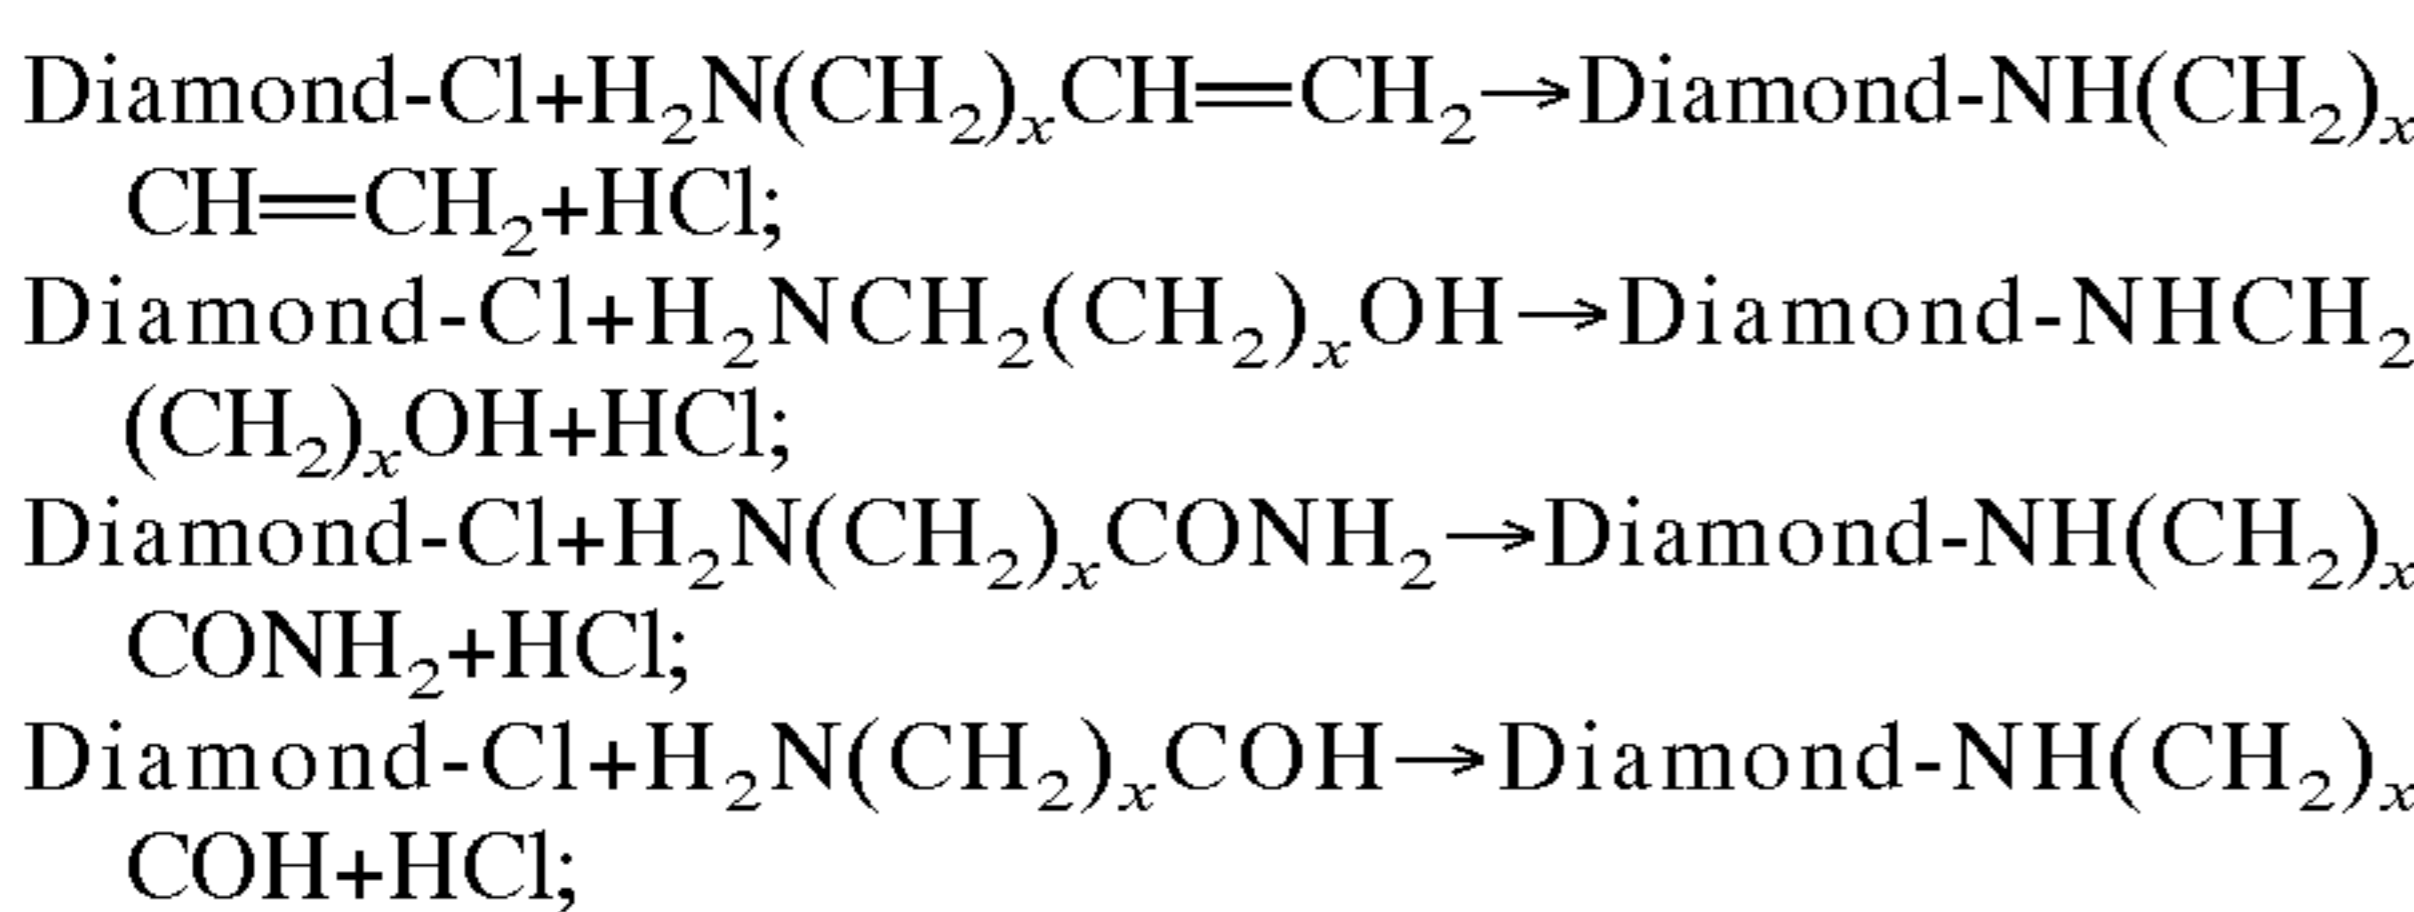 Diamond-Cl+H₂N(CH₂)ₓCH═CH₂→Diamond-NH(CH₂)ₓ
CH═CH₂+HCl;
Diamond-Cl+H₂NCH₂(CH₂)ₓOH→Diamond-NHCH₂
(CH₂)ₓOH+HCl;
Diamond-Cl+H₂N(CH₂)ₓCONH₂→Diamond-NH(CH₂)ₓ
CONH₂+HCl;
Diamond-Cl+H₂N(CH₂)ₓCOH→Diamond-NH(CH₂)ₓ
COH+HCl;